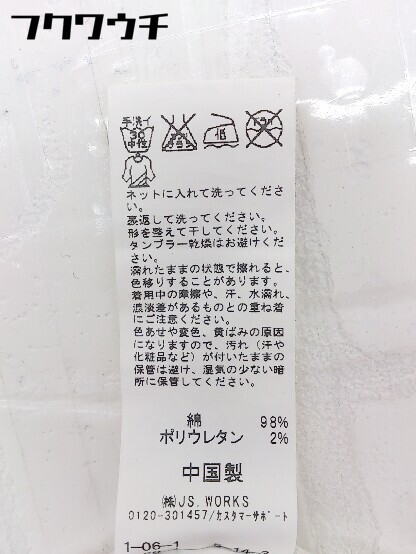 フクワウチ
手洗イ
30
中性
低
ネットに入れて洗ってくださ
い。
裏返して洗ってください。
形を整えて干してください。
タンブラー乾燥はお避けくだ
さい。
濡れたままの状態で擦れると、
色移りすることがあります。
着用中の摩擦や、汗、水濡れ、
濃淡差があるものとの重ね着
にご注意ください。
色あせや変色、黄ばみの原因
になりますので、汚れ（汗や
化粧品など）が付いたままの
保管は避け、湿気の少ない暗
所に保管してください。
綿 98%
ポリウレタン 2%
中国製
㈱JS. WORKS
0120-301457/カスタマーサポート
1-06-1